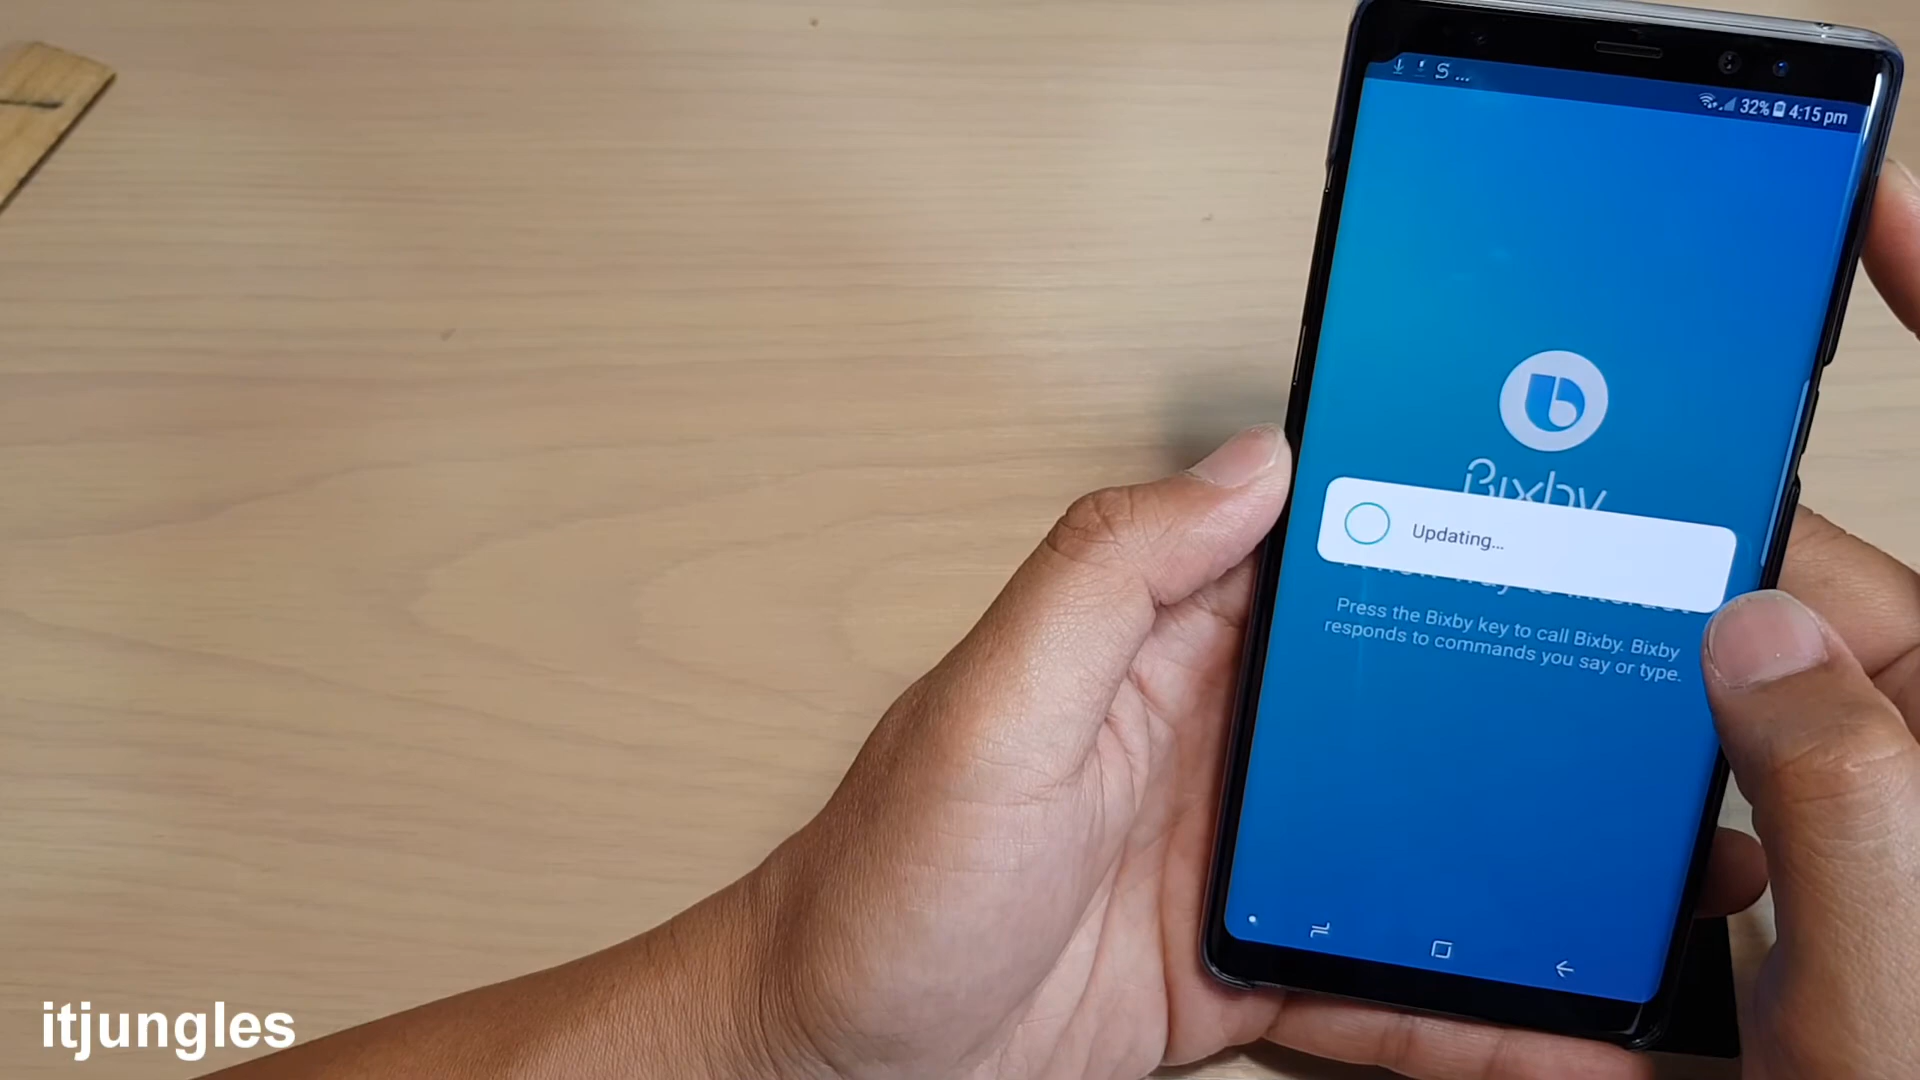 32% 4:15 pm
Bixby
Updating...
Press the Bixby key to call Bixby. Bixby
responds to commands you say or type.
itjungles